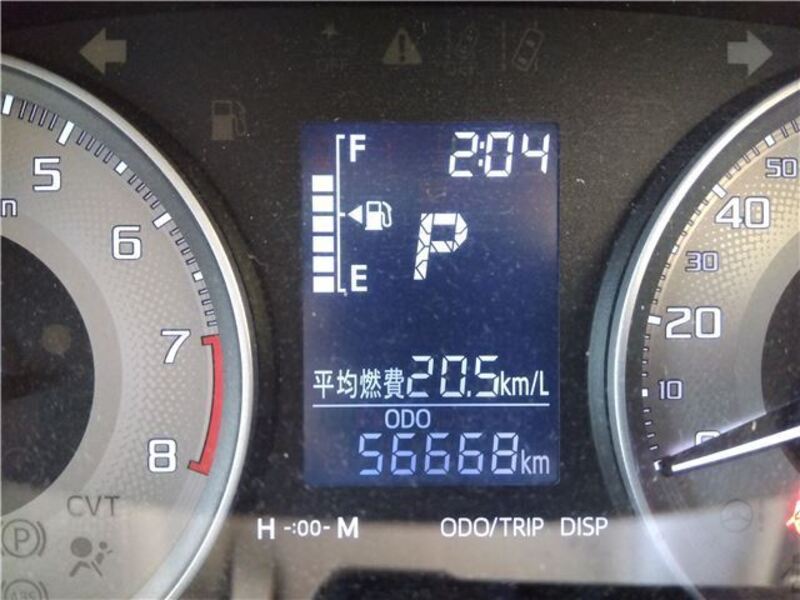 F
2:04
5
50
40
6
P
30
E
7
20
平均燃費20.5km/L
10
ODO
8
56668km
0
CVT
H -:00- M
ODO/TRIP DISP
(P)